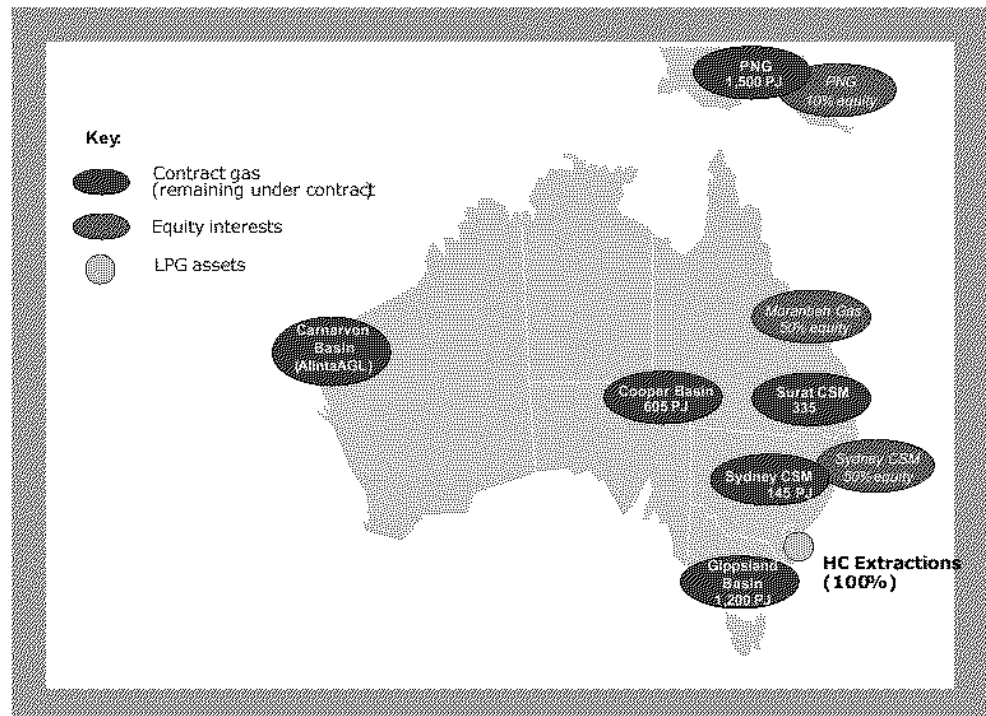 PNG
1,500 PJ
PNG
10% equity
Key:
Contract gas
(remaining under contract)
Equity interests
LPG assets
Moranbah Gas
50% equity
Carnarvon
Basin
(AlintaAGL)
Cooper Basin
605 PJ
Surat CSM
335
Sydney CSM
50% equity
Sydney CSM
145 PJ
HC Extractions
(100%)
Gippsland
Basin
1,200 PJ